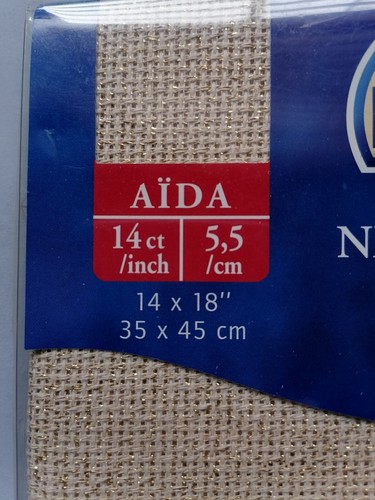 AÏDA
14 ct 5,5
/inch /cm
14 x 18"
35 x 45 cm